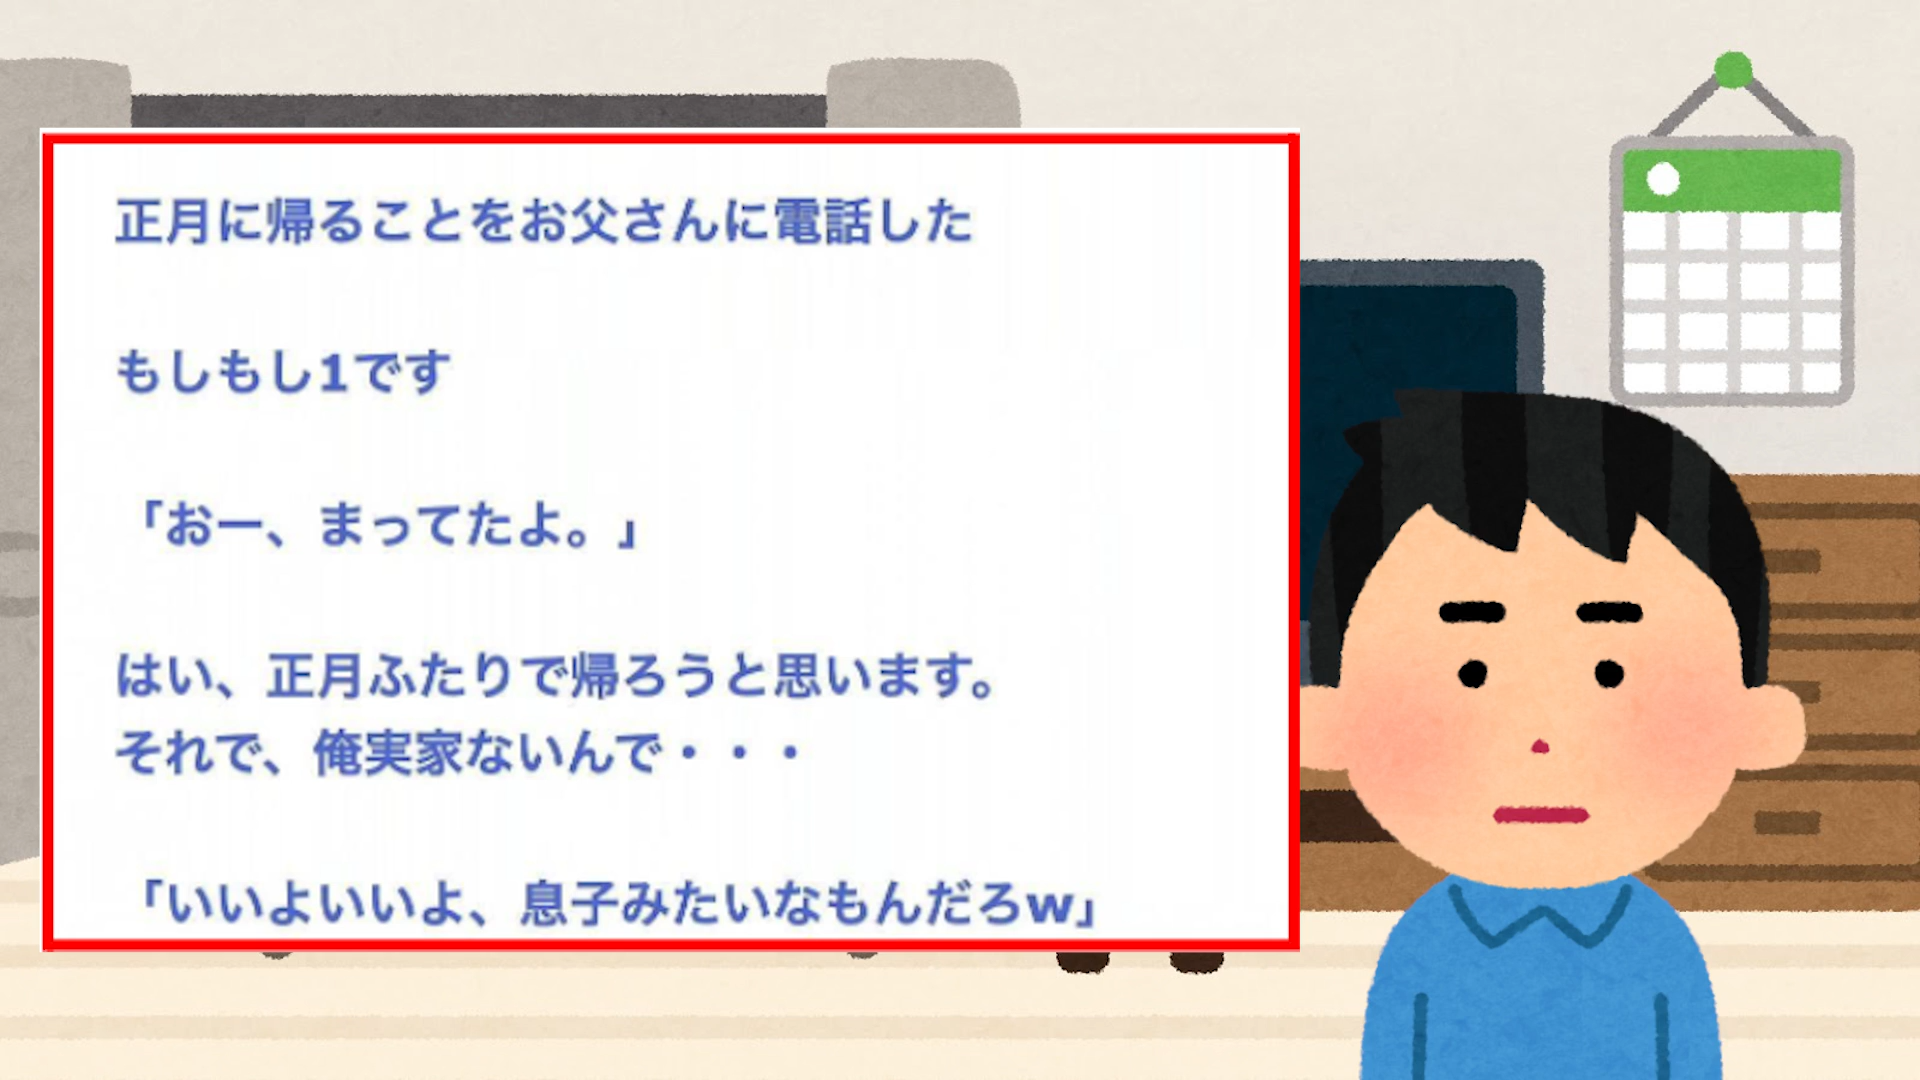 正月に帰ることをお父さんに電話した
もしもし1です
「おー、まってたよ。」
はい、正月ふたりで帰ろうと思います。
それで、俺実家ないんで・・・
「いいよいいよ、息子みたいなもんだろw」